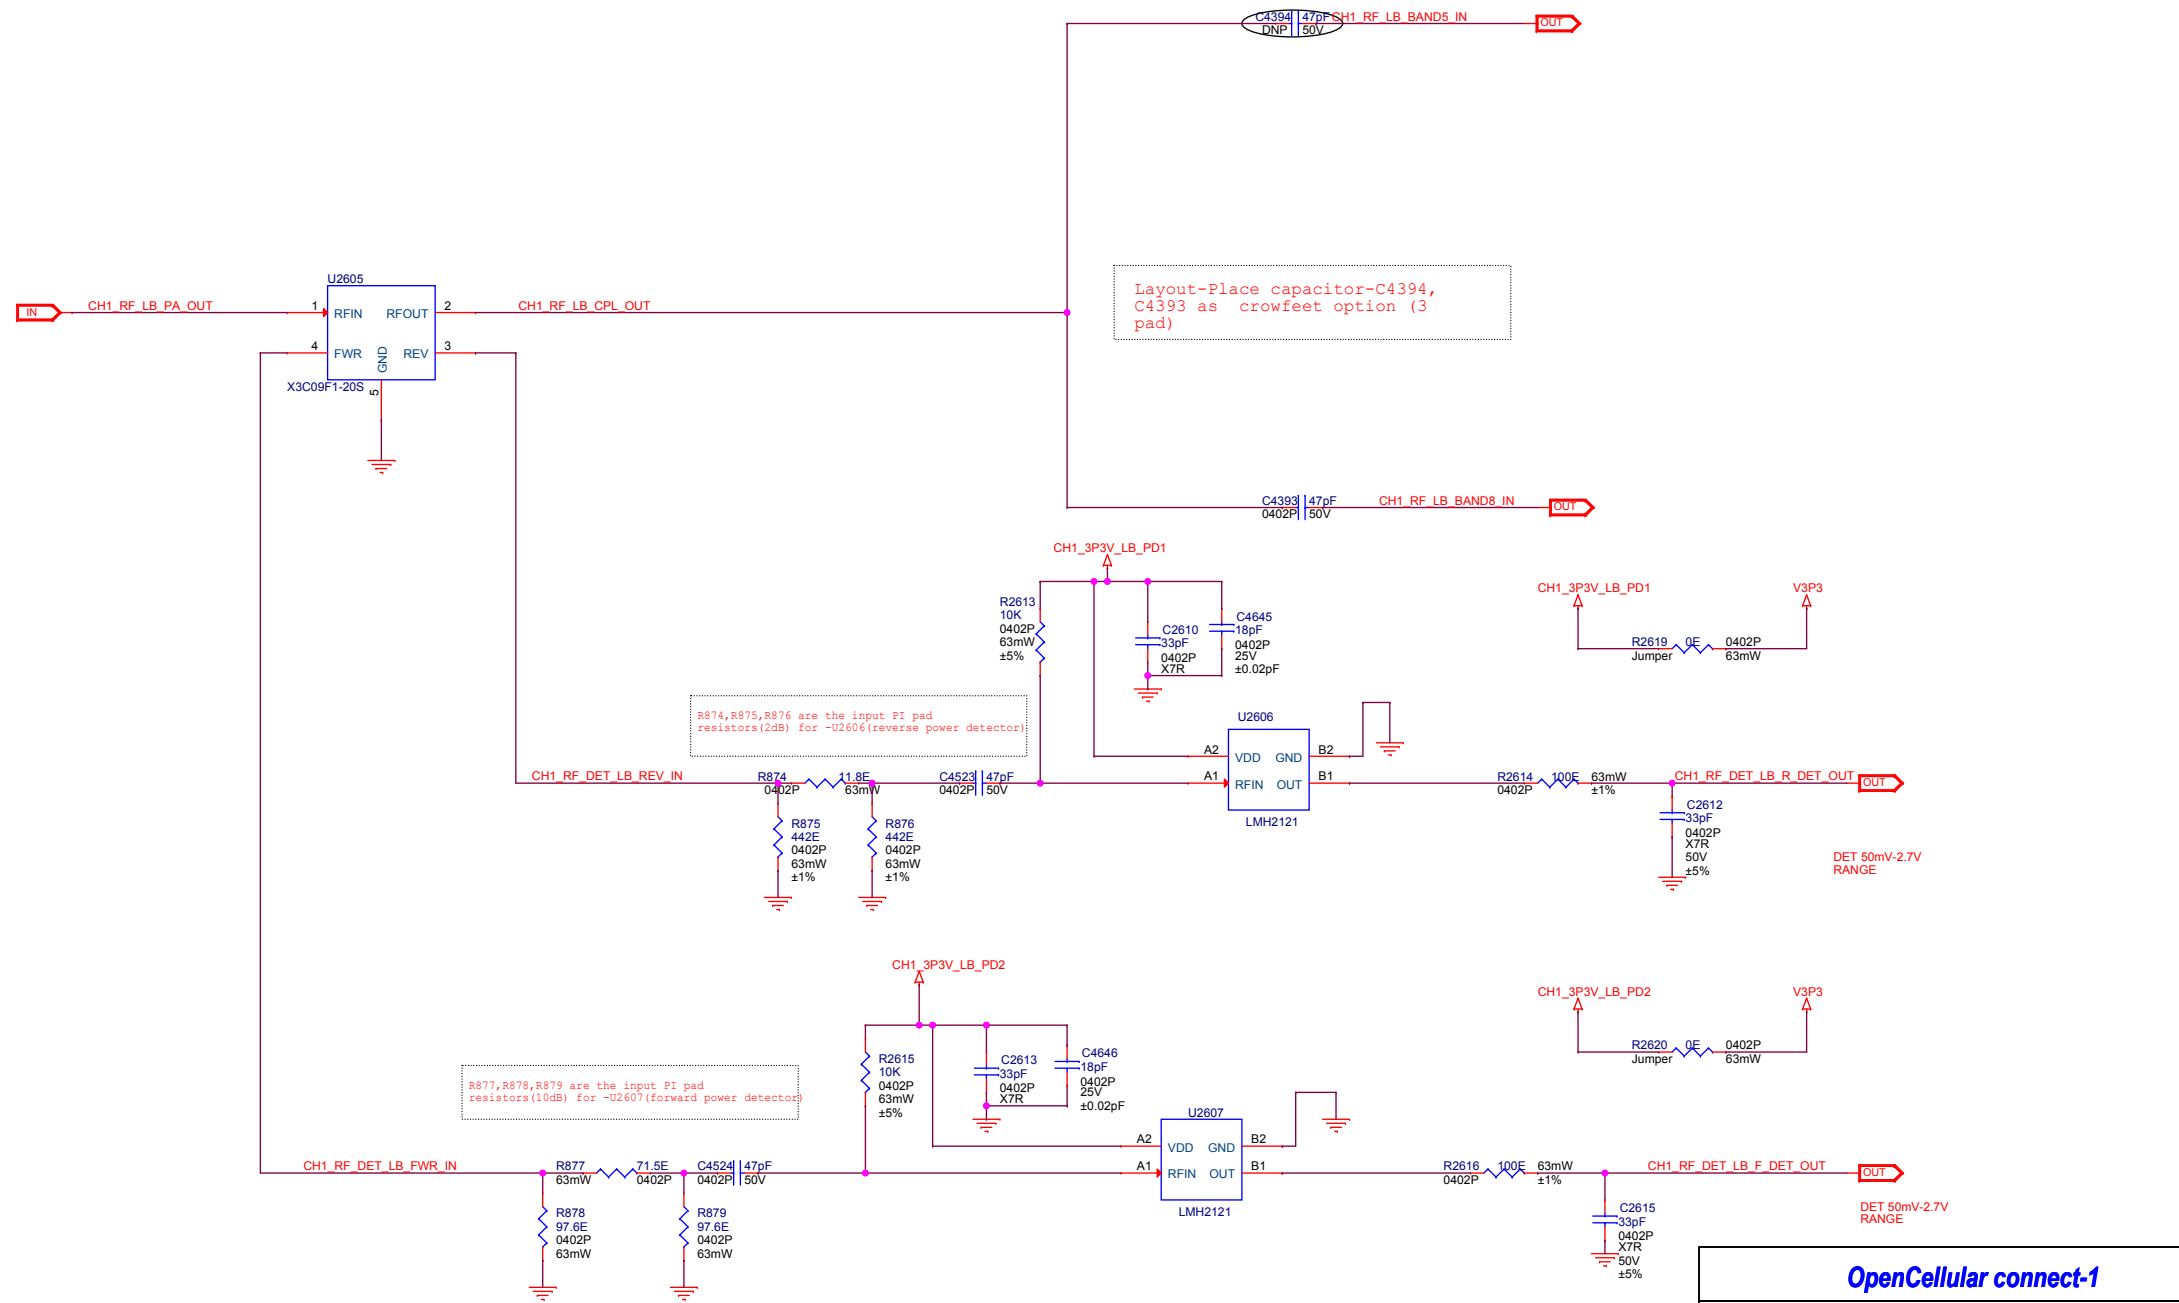 C4394 47pF CH1_RF_LB_BAND5_IN OUT
DNP 50V
U2605
IN CH1_RF_LB_PA_OUT 1 RFIN RFOUT 2 CH1_RF_LB_CPL_OUT
4 FWR GND REV 3
X3C09F1-20S 5
Layout-Place capacitor-C4394,
C4393 as crowfeet option (3
pad)
C4393 47pF CH1_RF_LB_BAND8_IN OUT
0402P 50V
CH1_3P3V_LB_PD1
R2613
10K
0402P
63mW
±5%
C2610
33pF
0402P
X7R
C4645
18pF
0402P
25V
±0.02pF
CH1_3P3V_LB_PD1 V3P3
R2619 0E 0402P
Jumper 63mW
R874,R875,R876 are the input PI pad
resistors(2dB) for -U2606(reverse power detector)
U2606
A2 VDD GND B2
A1 RFIN OUT B1
LMH2121
CH1_RF_DET_LB_REV_IN R874 11.8E C4523 47pF
0402P 63mW 0402P 50V
R875
442E
0402P
63mW
±1%
R876
442E
0402P
63mW
±1%
R2614 100E 63mW CH1_RF_DET_LB_R_DET_OUT OUT
0402P ±1%
C2612
33pF
0402P
X7R
50V
±5%
DET 50mV-2.7V
RANGE
CH1_3P3V_LB_PD2
R2615
10K
0402P
63mW
±5%
C2613
33pF
0402P
X7R
C4646
18pF
0402P
25V
±0.02pF
CH1_3P3V_LB_PD2 V3P3
R2620 0E 0402P
Jumper 63mW
R877,R878,R879 are the input PI pad
resistors(10dB) for -U2607(forward power detector)
U2607
A2 VDD GND B2
A1 RFIN OUT B1
LMH2121
CH1_RF_DET_LB_FWR_IN R877 71.5E C4524 47pF
63mW 0402P 0402P 50V
R878
97.6E
0402P
63mW
R879
97.6E
0402P
63mW
R2616 100E 63mW CH1_RF_DET_LB_F_DET_OUT OUT
0402P ±1%
C2615
33pF
0402P
X7R
50V
±5%
DET 50mV-2.7V
RANGE
OpenCellular connect-1